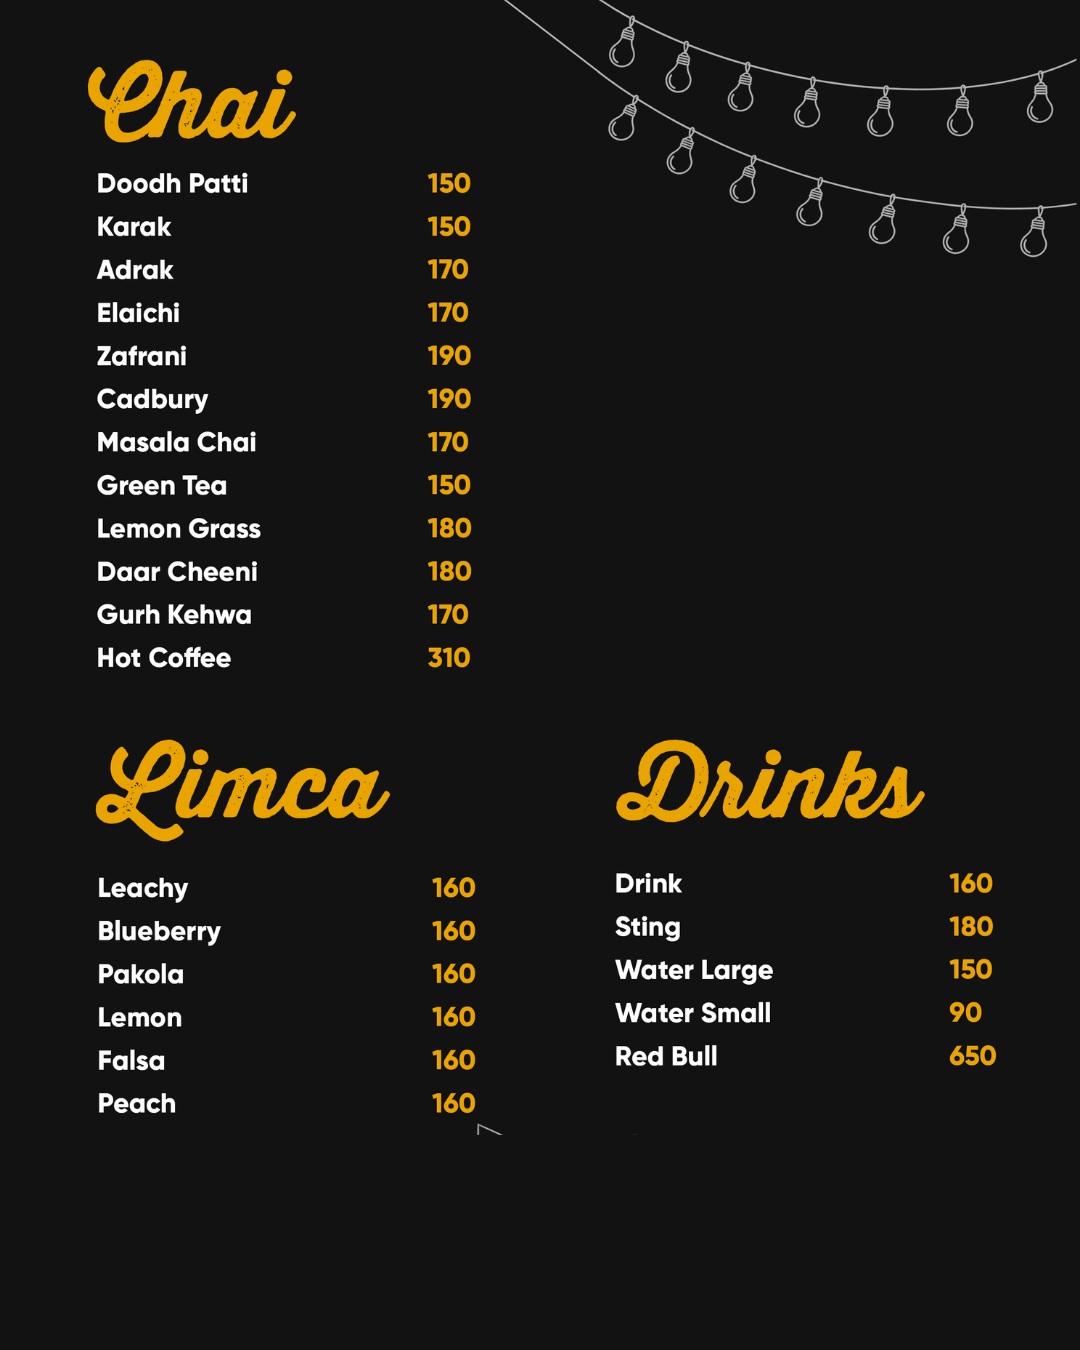 Chai
Doodh Patti 150
Karak 150
Adrak 170
Elaichi 170
Zafrani 190
Cadbury 190
Masala Chai 170
Green Tea 150
Lemon Grass 180
Daar Cheeni 180
Gurh Kehwa 170
Hot Coffee 310
Limca
Leachy 160
Blueberry 160
Pakola 160
Lemon 160
Falsa 160
Peach 160
Drinks
Drink 160
Sting 180
Water Large 150
Water Small 90
Red Bull 650